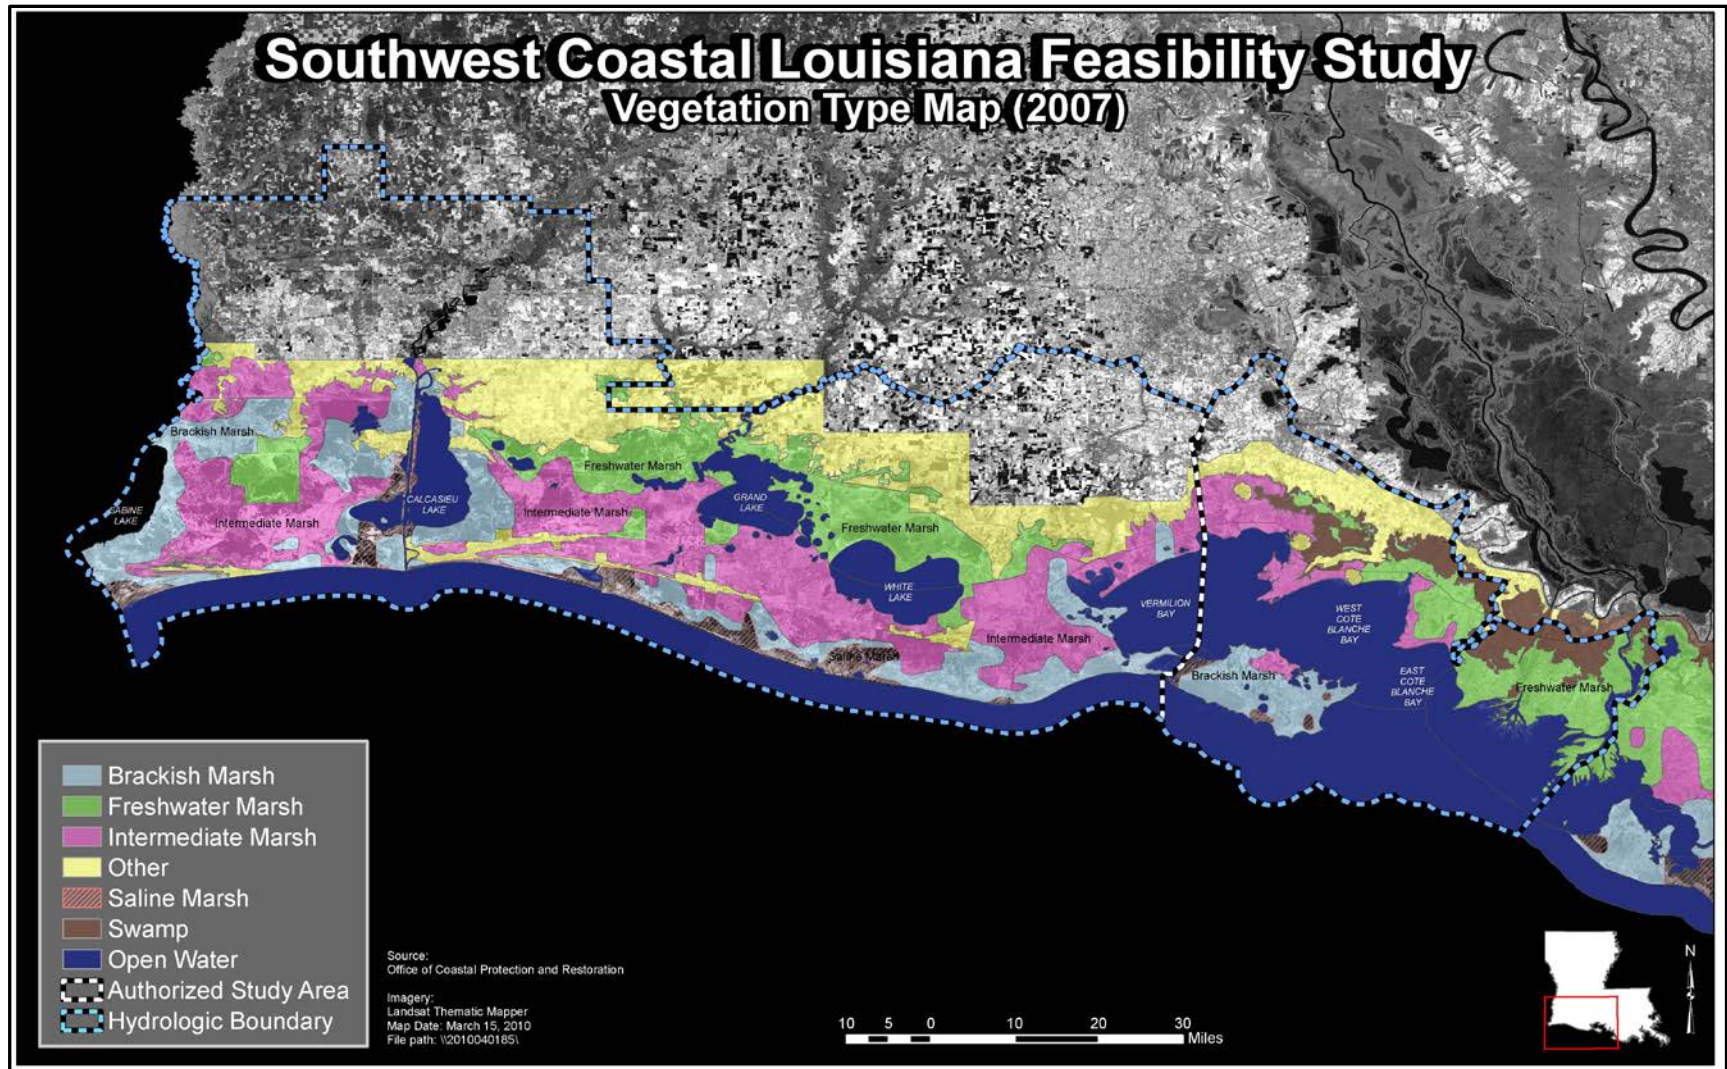 Southwest Coastal Louisiana Feasibility Study
Vegetation Type Map (2007)
Brackish Marsh
SABINE
LAKE
Intermediate Marsh
CALCASIEU
LAKE
Freshwater Marsh
Intermediate Marsh
GRAND
LAKE
Freshwater Marsh
WHITE
LAKE
Saline Marsh
Intermediate Marsh
VERMILION
BAY
WEST
COTE
BLANCHE
BAY
Brackish Marsh
EAST
COTE
BLANCHE
BAY
Freshwater Marsh
Brackish Marsh
Freshwater Marsh
Intermediate Marsh
Other
Saline Marsh
Swamp
Open Water
Authorized Study Area
Hydrologic Boundary
Source:
Office of Coastal Protection and Restoration
Imagery:
Landsat Thematic Mapper
Map Date: March 15, 2010
File path: \\2010040185\
10 5 0 10 20 30
Miles
N